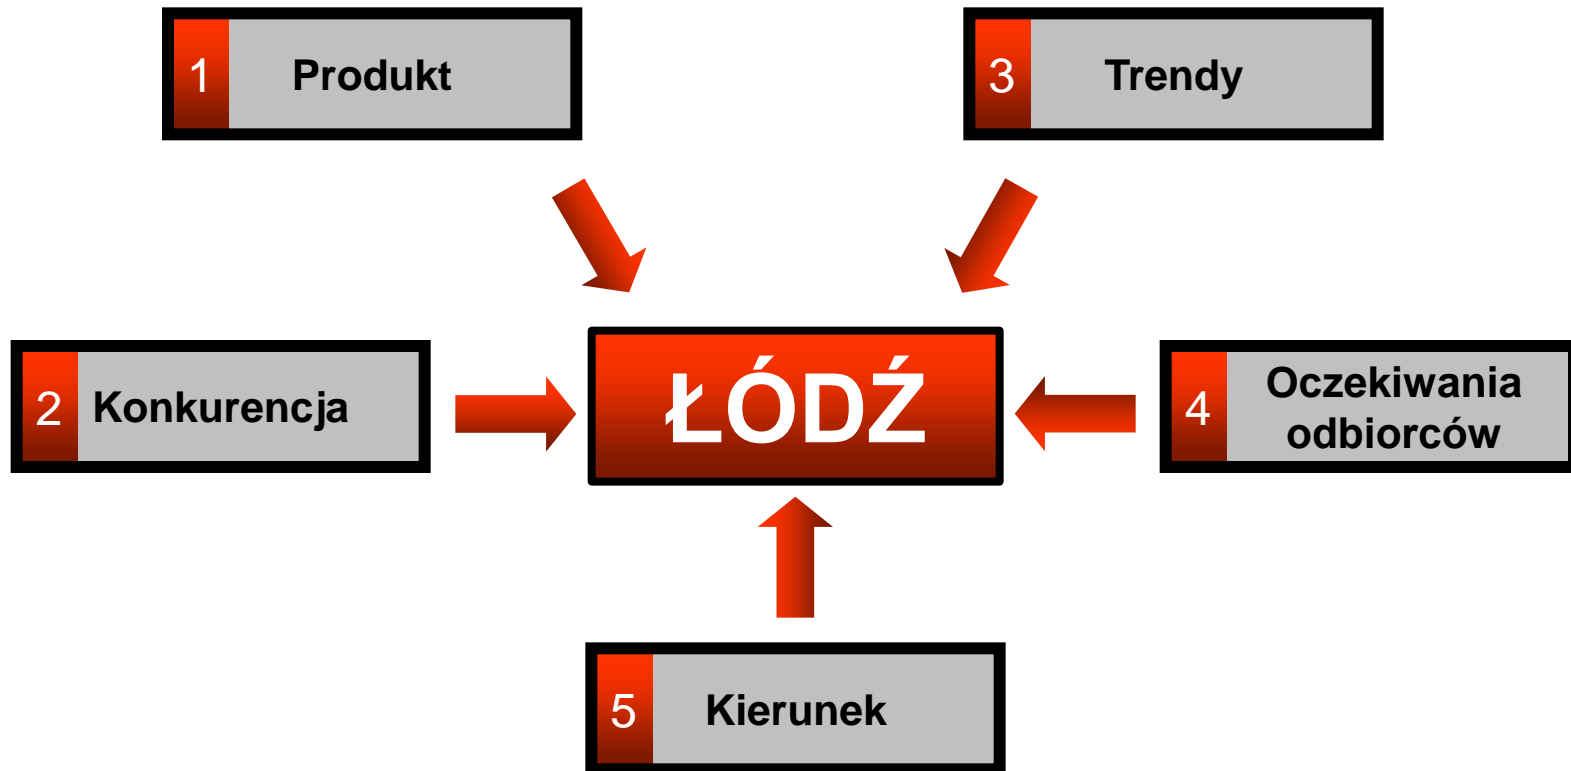 1 Produkt
3 Trendy
2 Konkurencja
ŁÓDŹ
4 Oczekiwania
odbiorców
5 Kierunek